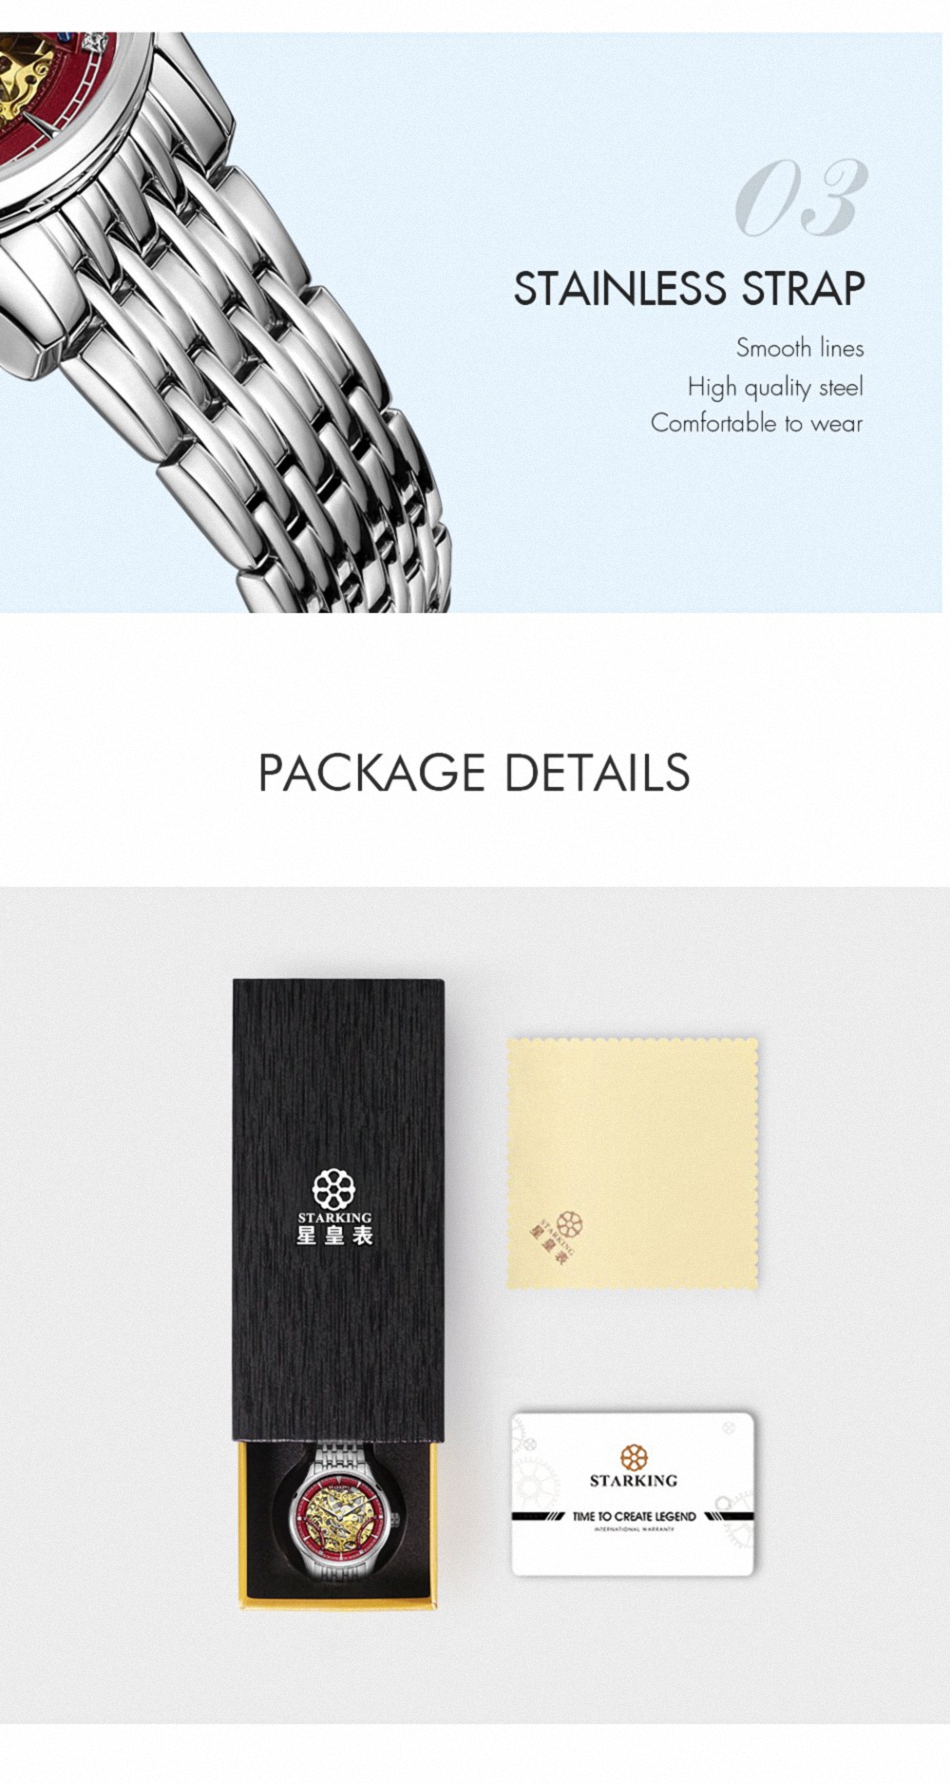 03
STAINLESS STRAP
Smooth lines
High quality steel
Comfortable to wear
PACKAGE DETAILS
STARKING
星皇表
STARKING
星皇表
STARKING
TIME TO CREATE LEGEND
INTERNATIONAL WARRANTY